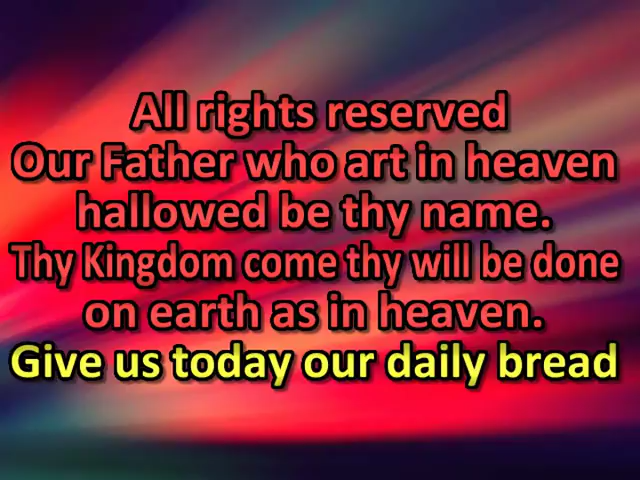 All rights reserved
Our Father who art in heaven
hallowed be thy name.
Thy Kingdom come thy will be done
on earth as in heaven.
Give us today our daily bread